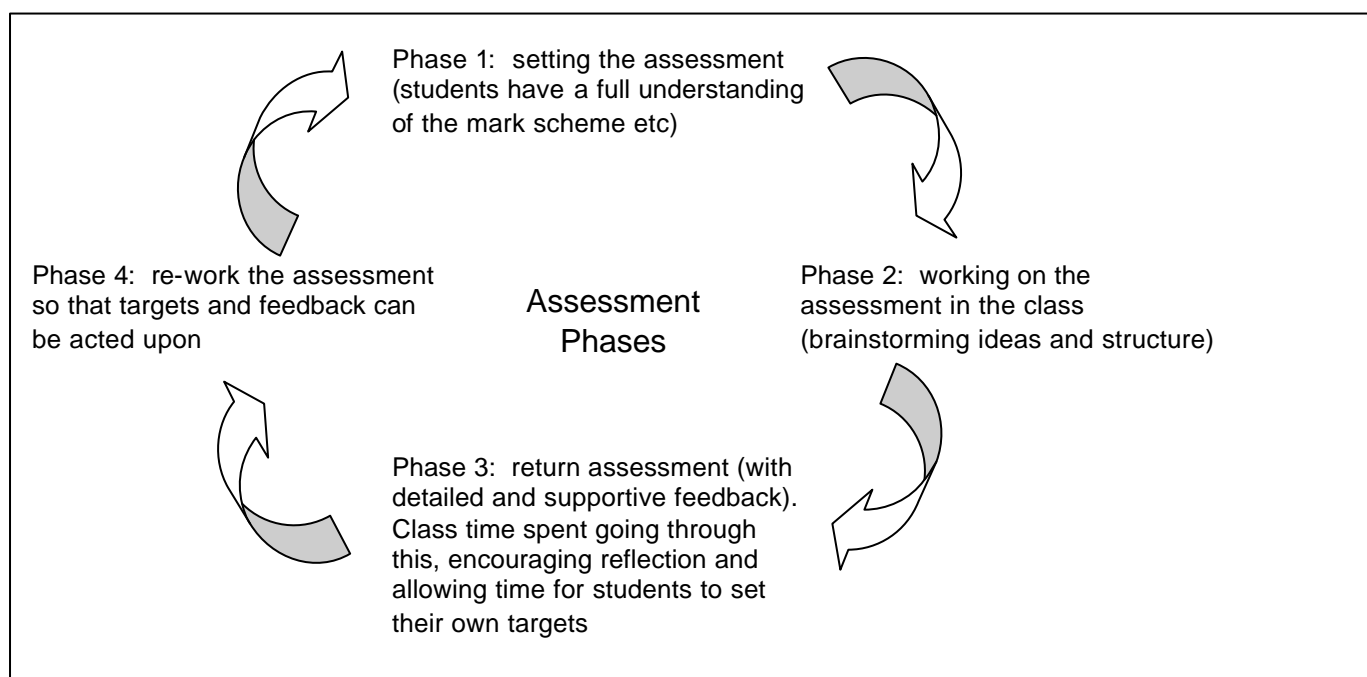 Phase 1: setting the assessment
(students have a full understanding
of the mark scheme etc)
Phase 2: working on the
assessment in the class
(brainstorming ideas and structure)
Phase 3: return assessment (with
detailed and supportive feedback).
Class time spent going through
this, encouraging reflection and
allowing time for students to set
their own targets
Phase 4: re-work the assessment
so that targets and feedback can
be acted upon
Assessment
Phases